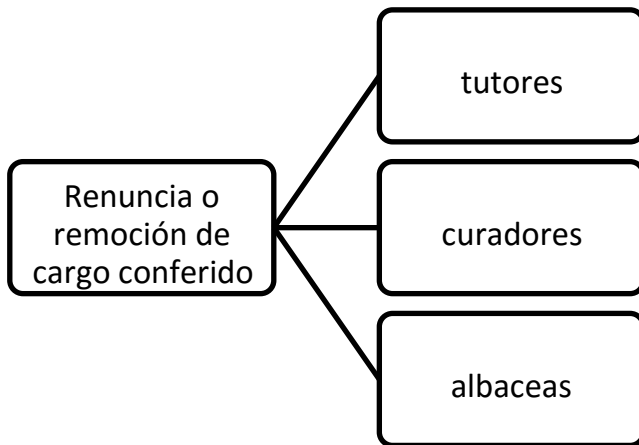 Renuncia o
remoción de
cargo conferido
tutores
curadores
albaceas